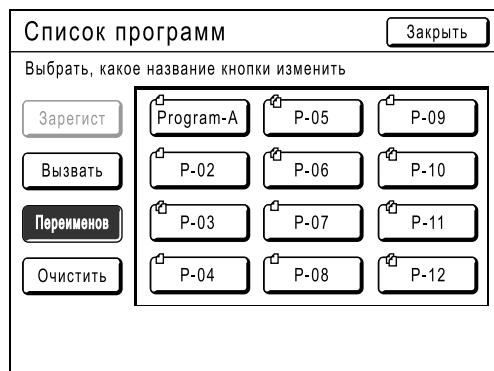 Список программ Закрыть
Выбрать, какое название кнопки изменить
Зарегист Program-A P-05 P-09
Вызвать P-02 P-06 P-10
Переименов P-03 P-07 P-11
Очистить P-04 P-08 P-12